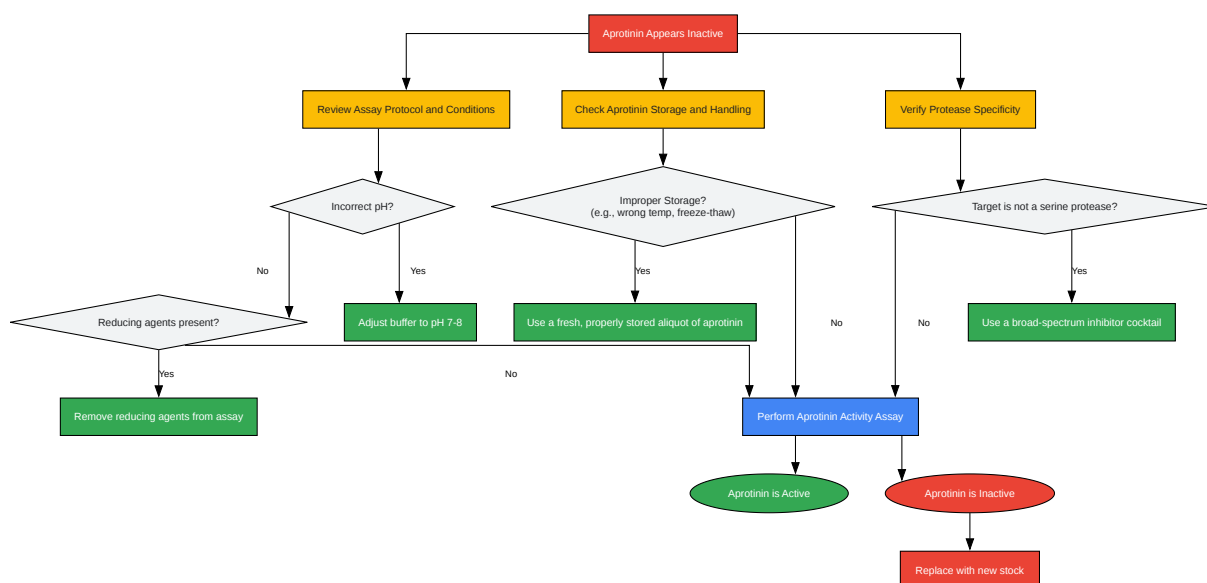 Aprotinin Appears Inactive
Review Assay Protocol and Conditions
Check Aprotinin Storage and Handling
Verify Protease Specificity
Incorrect pH?
Improper Storage?
(e.g., wrong temp, freeze-thaw)
Target is not a serine protease?
No
Yes
Yes
Yes
Reducing agents present?
Adjust buffer to pH 7-8
Use a fresh, properly stored aliquot of aprotinin
No
No
Use a broad-spectrum inhibitor cocktail
Yes
No
Remove reducing agents from assay
Perform Aprotinin Activity Assay
Aprotinin is Active
Aprotinin is Inactive
Replace with new stock